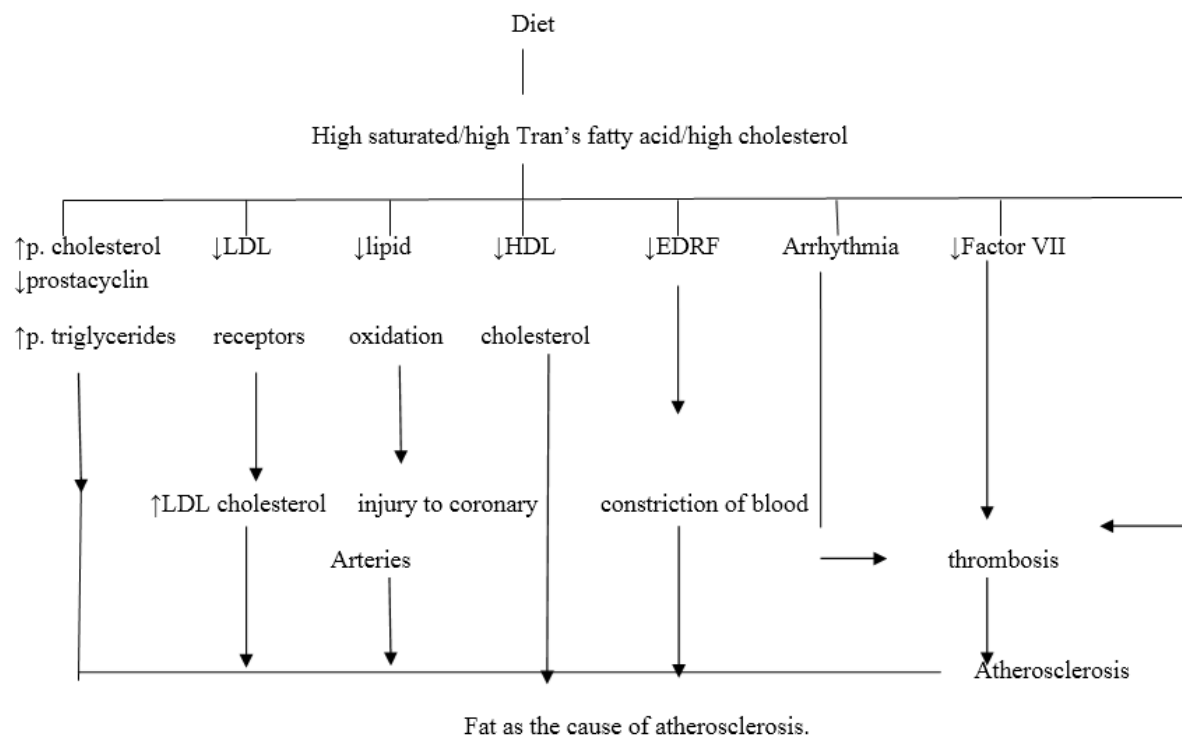 Diet
High saturated/high Tran’s fatty acid/high cholesterol
↑p. cholesterol ↓LDL ↓lipid ↓HDL ↓EDRF Arrhythmia ↓Factor VII
↓prostacyclin
↑p. triglycerides receptors oxidation cholesterol
↑LDL cholesterol injury to coronary constriction of blood
Arteries thrombosis
Atherosclerosis
Fat as the cause of atherosclerosis.